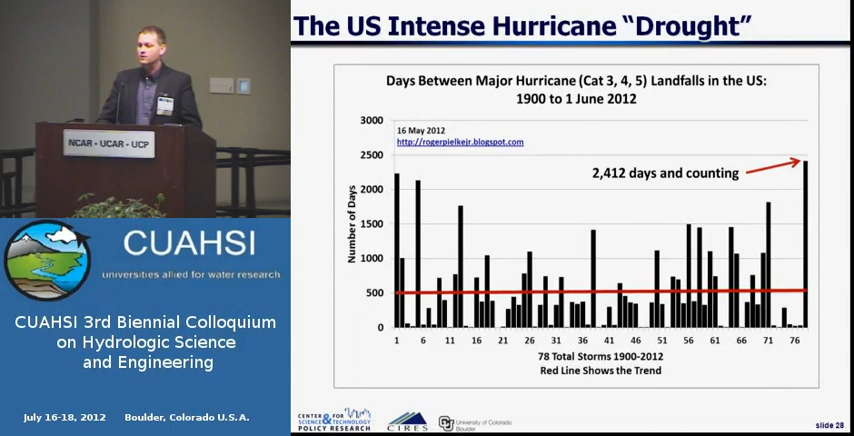 The US Intense Hurricane “Drought”
Days Between Major Hurricane (Cat 3, 4, 5) Landfalls in the US:
1900 to 1 June 2012
16 May 2012
http://rogerpielkejr.blogspot.com
2,412 days and counting
Number of Days
3000
2500
2000
1500
1000
500
0
1 6 11 16 21 26 31 36 41 46 51 56 61 66 71 76
78 Total Storms 1900-2012
Red Line Shows the Trend
CENTER FOR
SCIENCE & TECHNOLOGY
POLICY RESEARCH
CIRES
CU
University of Colorado
Boulder
slide 28
NCAR • UCAR • UCP
CUAHSI
universities allied for water research
CUAHSI 3rd Biennial Colloquium
on Hydrologic Science
and Engineering
July 16-18, 2012 Boulder, Colorado U.S.A.